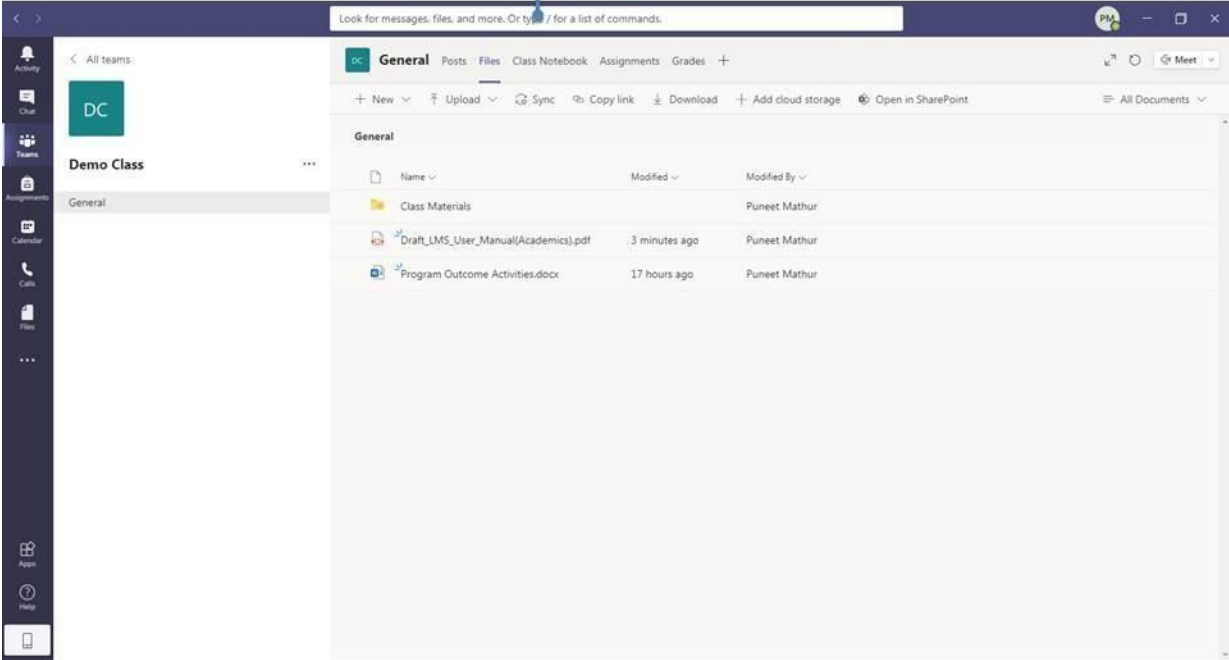 Look for messages, files, and more. Or type / for a list of commands.
PM
Activity
Chat
Teams
Assignments
Calendar
Calls
Files
Apps
Help
All teams
DC
Demo Class
General
DC General Posts Files Class Notebook Assignments Grades Meet
New Upload Sync Copy link Download Add cloud storage Open in SharePoint All Documents
General
Name Modified Modified By
Class Materials Puneet Mathur
Draft_LMS_User_Manual(Academics).pdf 3 minutes ago Puneet Mathur
Program Outcome Activities.docx 17 hours ago Puneet Mathur